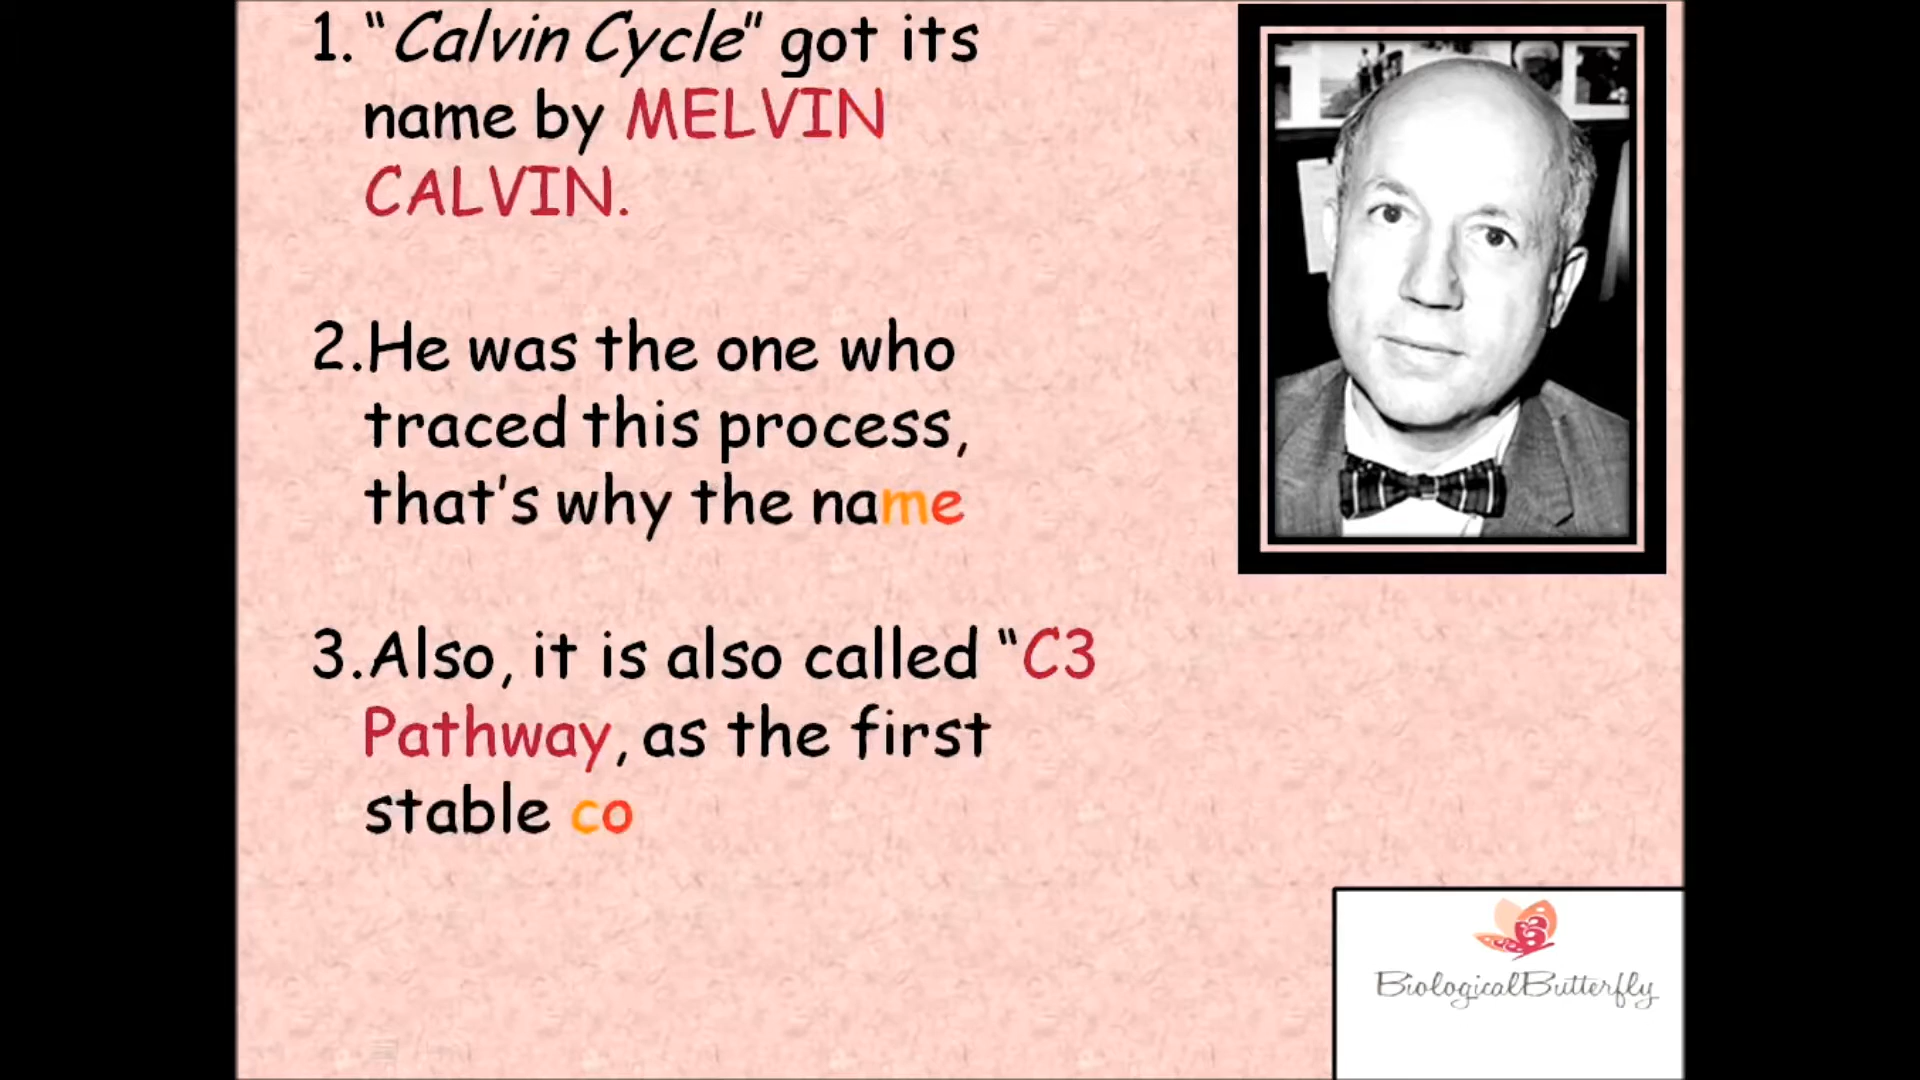 1. “Calvin Cycle” got its
name by MELVIN
CALVIN.
2.He was the one who
traced this process,
that's why the name
3.Also, it is also called “C3
Pathway, as the first
stable co
BiologicalButterfly